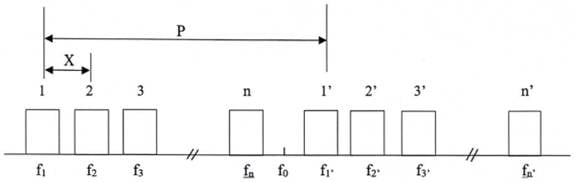 P
X
1 2 3 n 1' 2' 3' n'
f1 f2 f3 fn f0 f1' f2' f3' fn'